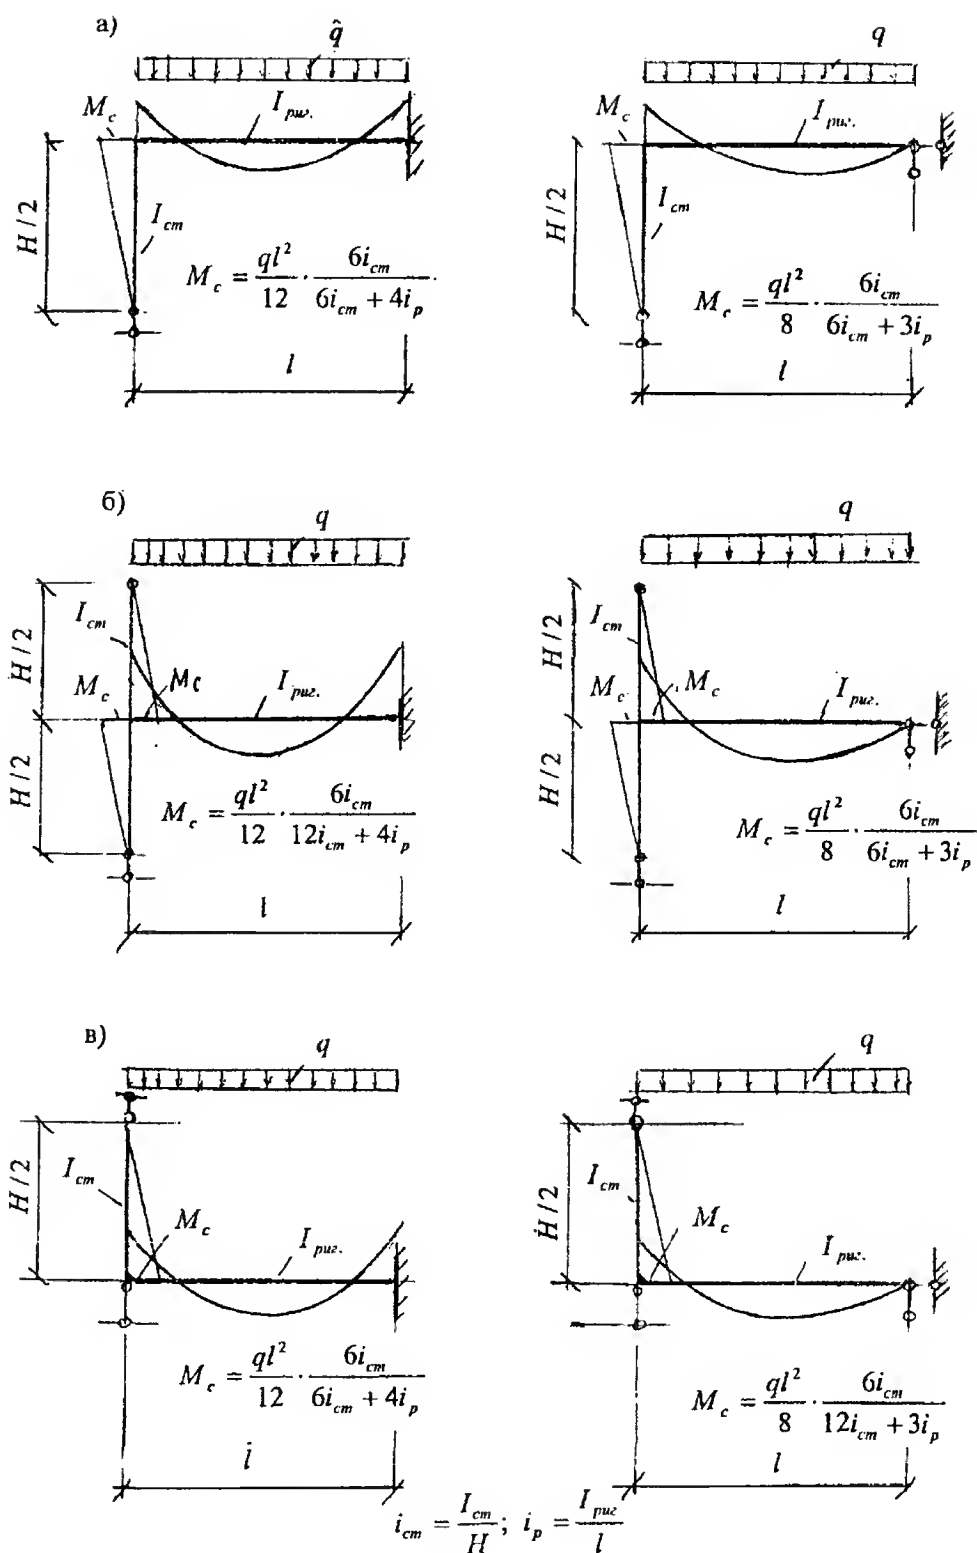 а)
q̂
q
M_c
I_риг.
M_c
I_риг.
H/2
I_ст
H/2
I_ст
M_c = ql²/12 · 6i_ст/(6i_ст + 4i_р)
M_c = ql²/8 · 6i_ст/(6i_ст + 3i_р)
l
l
б)
q
q
H/2
I_ст
H/2
I_ст
M_c
M_c
I_риг.
M_c
M_c
I_риг.
H/2
H/2
M_c = ql²/12 · 6i_ст/(12i_ст + 4i_р)
M_c = ql²/8 · 6i_ст/(6i_ст + 3i_р)
l
l
в)
q
q
H/2
I_ст
H/2
I_ст
M_c
I_риг.
M_c
I_риг.
M_c = ql²/12 · 6i_ст/(6i_ст + 4i_р)
M_c = ql²/8 · 6i_ст/(12i_ст + 3i_р)
l
l
i_ст = I_ст/H; i_р = I_риг/l